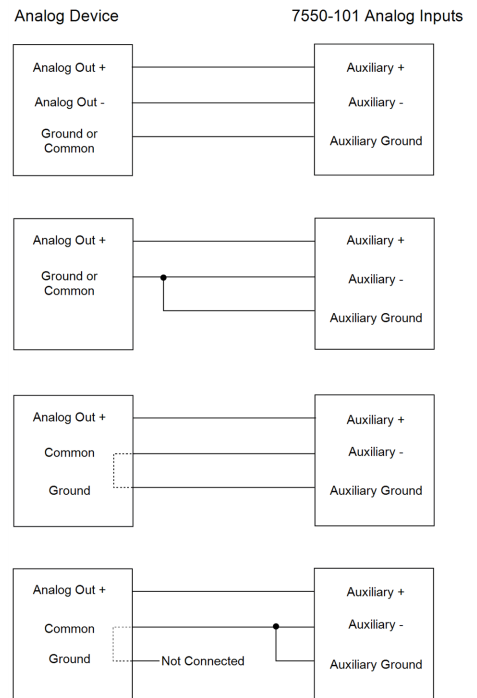 Analog Device
7550-101 Analog Inputs
Analog Out +
Auxiliary +
Analog Out -
Auxiliary -
Ground or
Common
Auxiliary Ground
Analog Out +
Auxiliary +
Ground or
Common
Auxiliary -
Auxiliary Ground
Analog Out +
Auxiliary +
Common
Auxiliary -
Ground
Auxiliary Ground
Analog Out +
Auxiliary +
Common
Auxiliary -
Ground
Not Connected
Auxiliary Ground